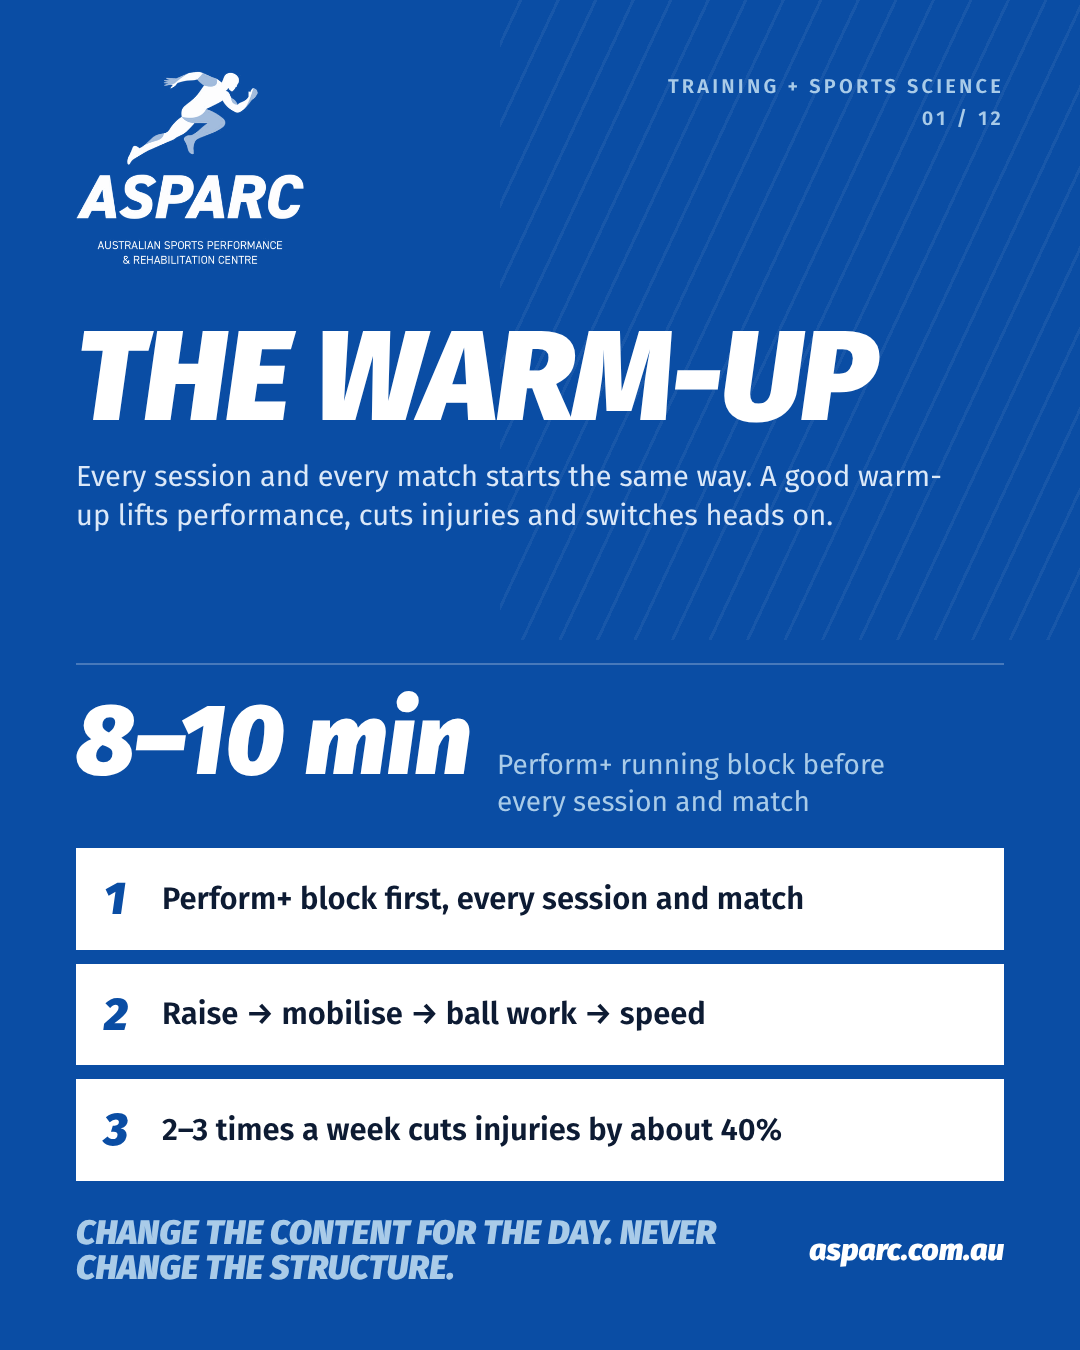 ASPARC
AUSTRALIAN SPORTS PERFORMANCE
& REHABILITATION CENTRE
TRAINING + SPORTS SCIENCE
01 / 12
THE WARM-UP
Every session and every match starts the same way. A good warm-
up lifts performance, cuts injuries and switches heads on.
8–10 min
Perform+ running block before
every session and match
1 Perform+ block first, every session and match
2 Raise → mobilise → ball work → speed
3 2–3 times a week cuts injuries by about 40%
CHANGE THE CONTENT FOR THE DAY. NEVER
CHANGE THE STRUCTURE.
asparc.com.au